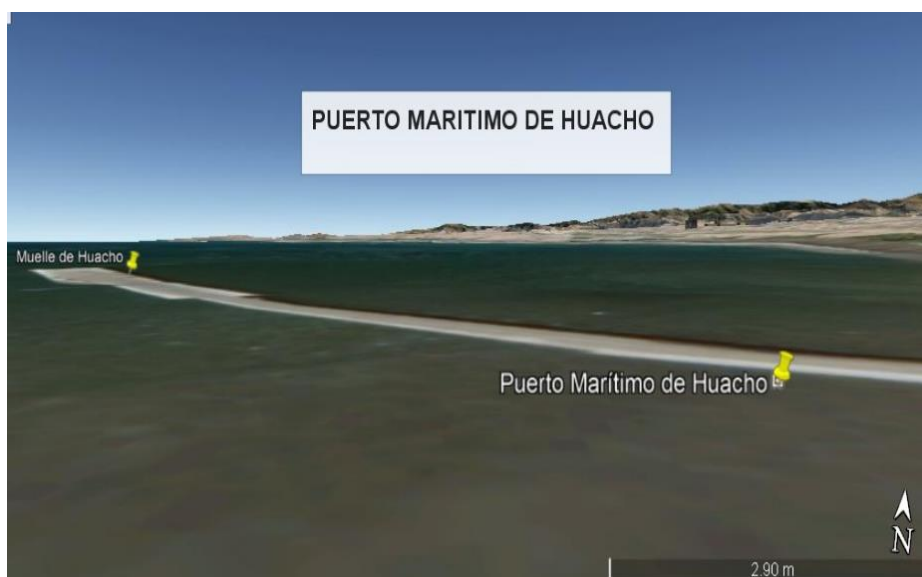 PUERTO MARITIMO DE HUACHO
Muelle de Huacho
Puerto Marítimo de Huacho
N
2.90 m